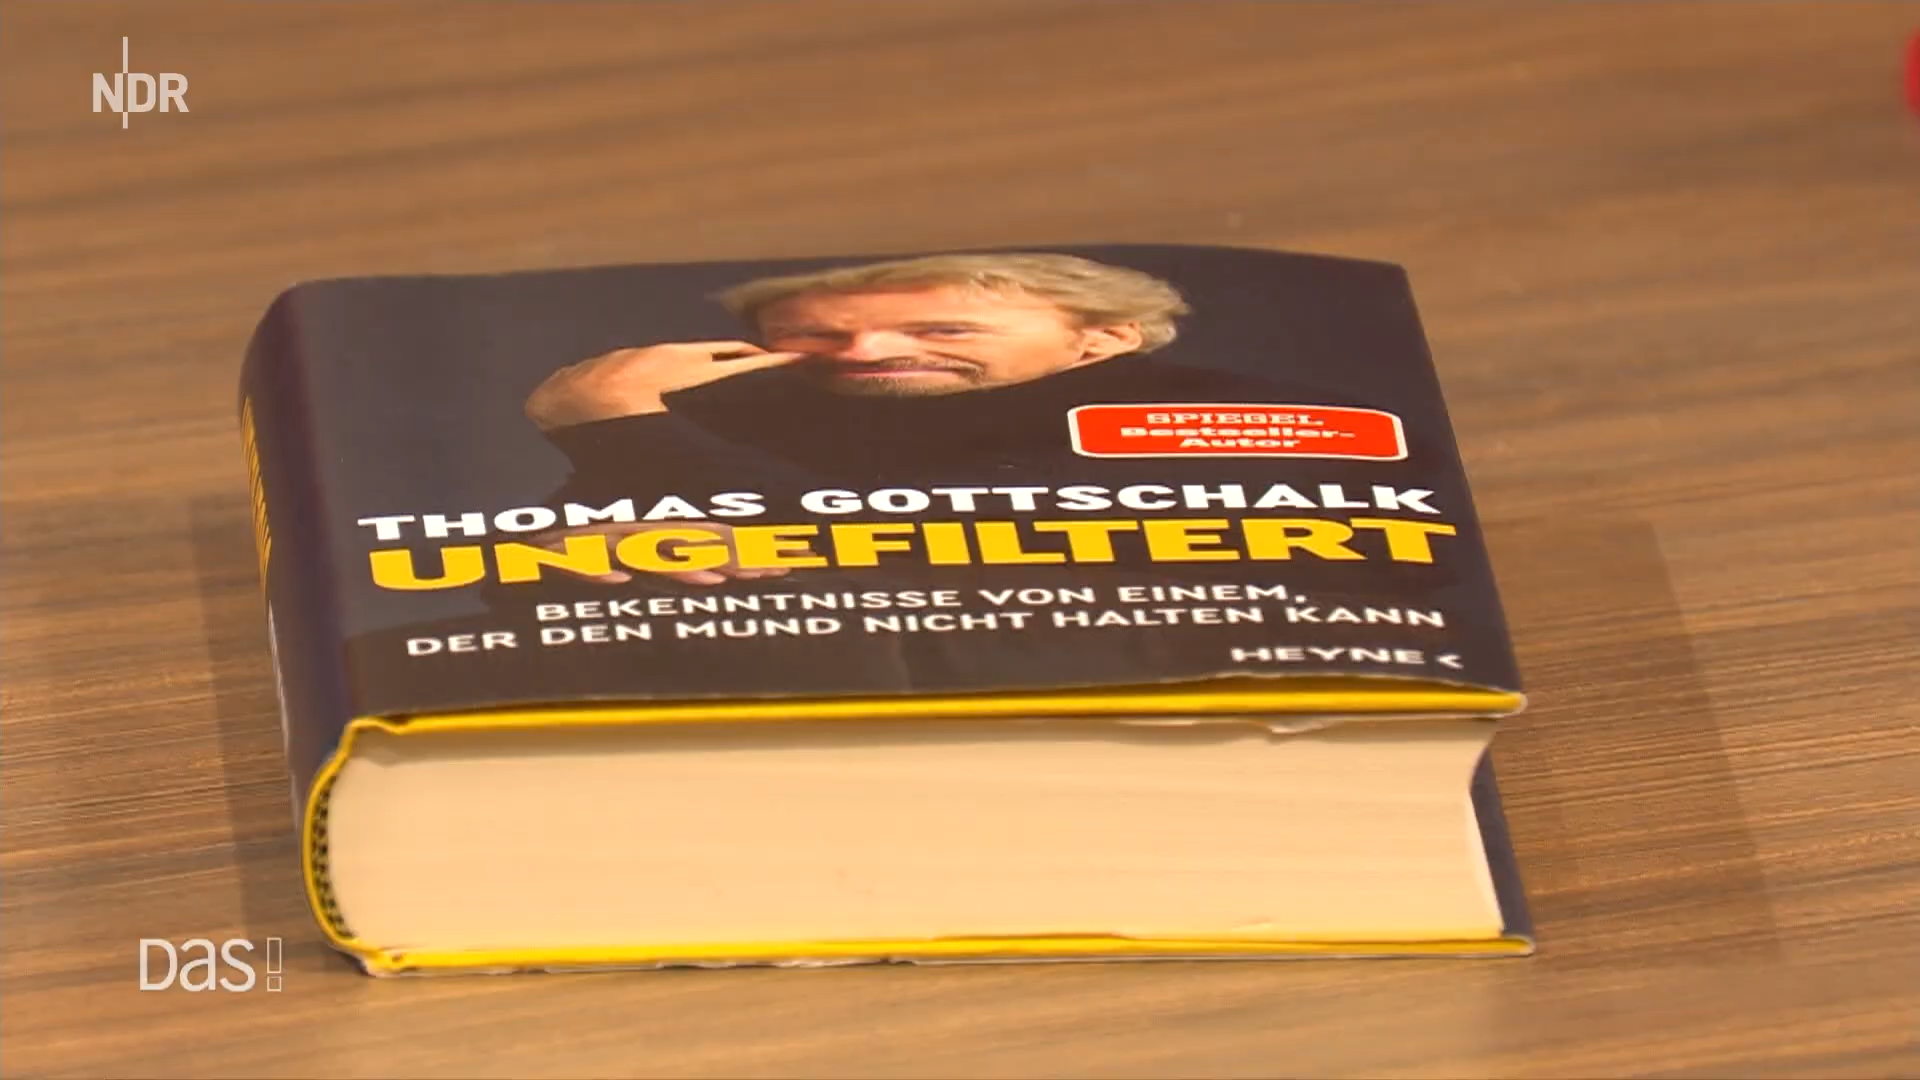 NDR
SPIEGEL
Bestseller-
Autor
THOMAS GOTTSCHALK
UNGEFILTERT
BEKENNTNISSE VON EINEM,
DER DEN MUND NICHT HALTEN KANN
HEYNE <
Das!